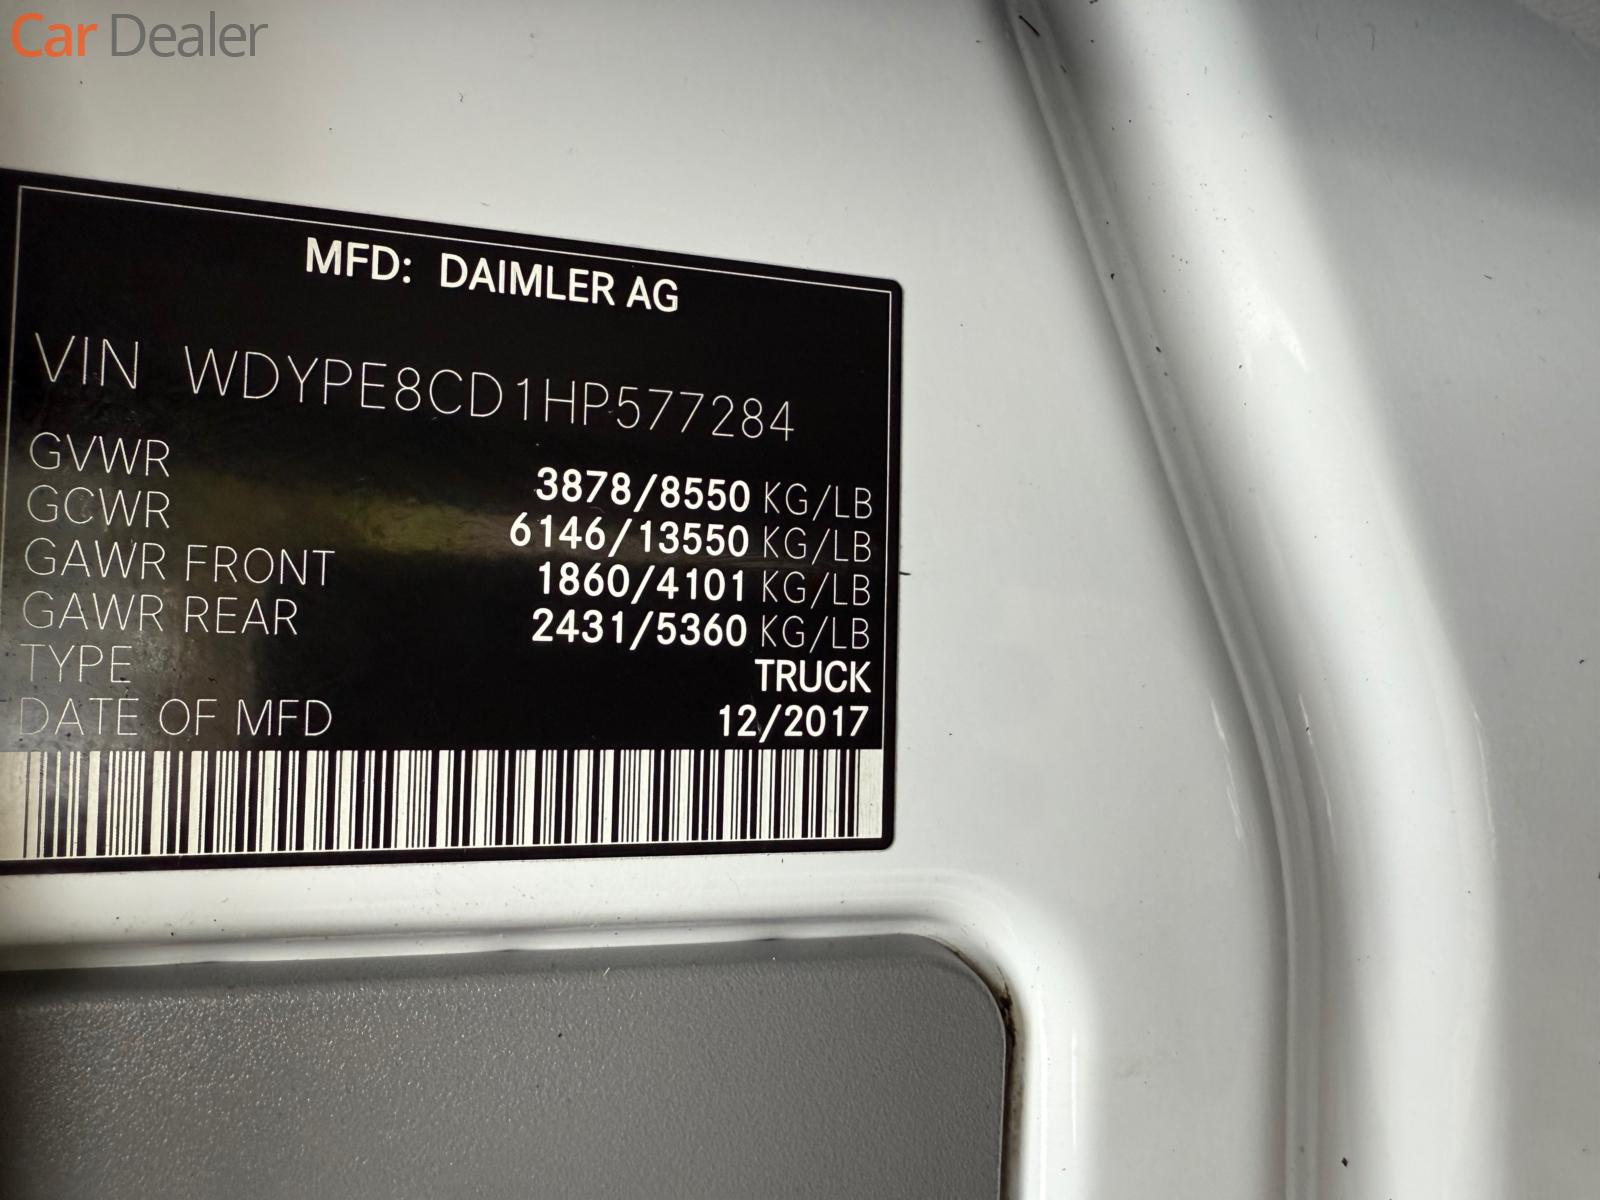 Car Dealer
MFD: DAIMLER AG
VIN WDYPE8CD1HP577284
GVWR 3878/8550 KG/LB
GCWR 6146/13550 KG/LB
GAWR FRONT 1860/4101 KG/LB
GAWR REAR 2431/5360 KG/LB
TYPE TRUCK
DATE OF MFD 12/2017